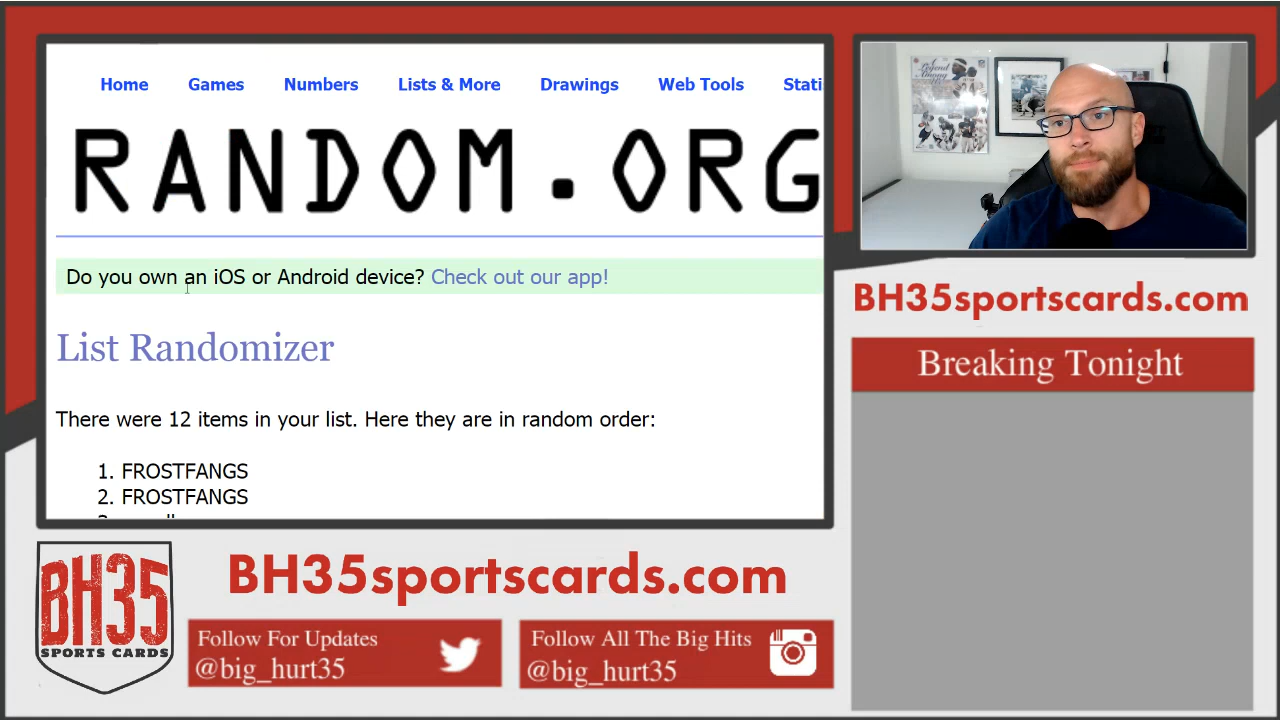 Home Games Numbers Lists & More Drawings Web Tools Stati
RANDOM.ORG
Do you own an iOS or Android device? Check out our app!
List Randomizer
There were 12 items in your list. Here they are in random order:
1. FROSTFANGS
2. FROSTFANGS
BH35sportscards.com
Breaking Tonight
BH35
SPORTS CARDS
BH35sportscards.com
Follow For Updates
@big_hurt35
Follow All The Big Hits
@big_hurt35